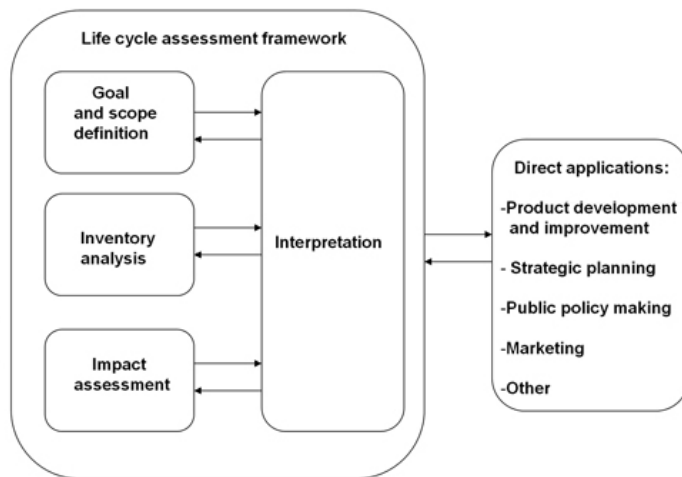 Life cycle assessment framework
Goal
and scope
definition
Inventory
analysis
Impact
assessment
Interpretation
Direct applications:
-Product development
and improvement
- Strategic planning
-Public policy making
-Marketing
-Other